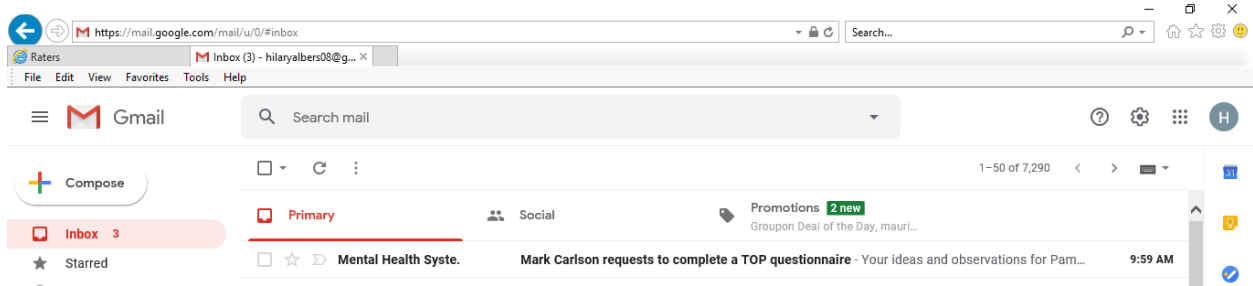 https://mail.google.com/mail/u/0/#inbox Search...
Raters Inbox (3) - hilaryalbers08@g...
File Edit View Favorites Tools Help
Gmail Search mail H
Compose 1–50 of 7,290 31
Primary Social Promotions 2 new
Groupon Deal of the Day, mauri...
Inbox 3
Mental Health Syste. Mark Carlson requests to complete a TOP questionnaire - Your ideas and observations for Pam... 9:59 AM
Starred